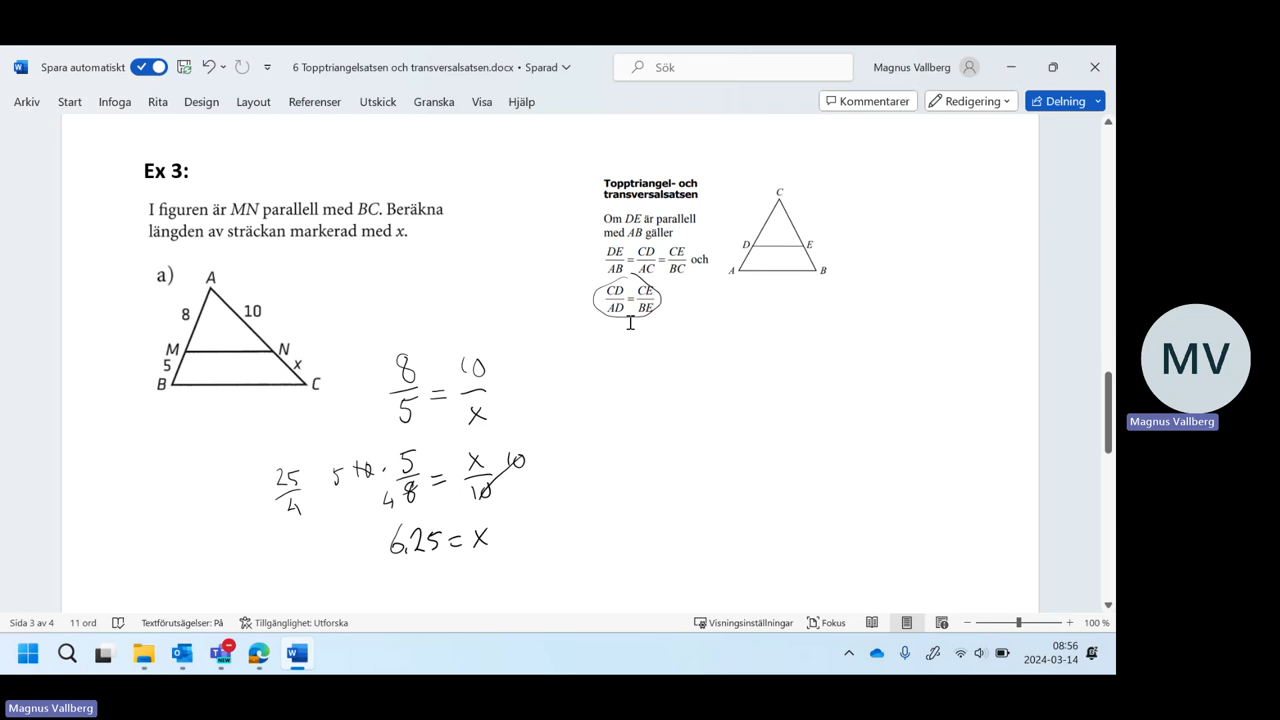 Spara automatiskt
6 Topptriangelsatsen och transversalsatsen.docx • Sparad
Sök
Magnus Vallberg
Arkiv Start Infoga Rita Design Layout Referenser Utskick Granska Visa Hjälp
Kommentarer Redigering Delning
Ex 3:
I figuren är MN parallell med BC. Beräkna
längden av sträckan markerad med x.
a)
A
8 10
M N
5 x
B C
8/5 = 10/x
25/4 5 10 · 5/8 = x/10 10
4
6,25 = x
Topptriangel- och
transversalsatsen
Om DE är parallell
med AB gäller
DE/AB = CD/AC = CE/BC och
CD/AD = CE/BE
C
D E
A B
MV
Magnus Vallberg
Sida 3 av 4 11 ord Textförutsägelser: På Tillgänglighet: Utforska
Visningsinställningar Fokus 100 %
NEW
08:56
2024-03-14
Magnus Vallberg